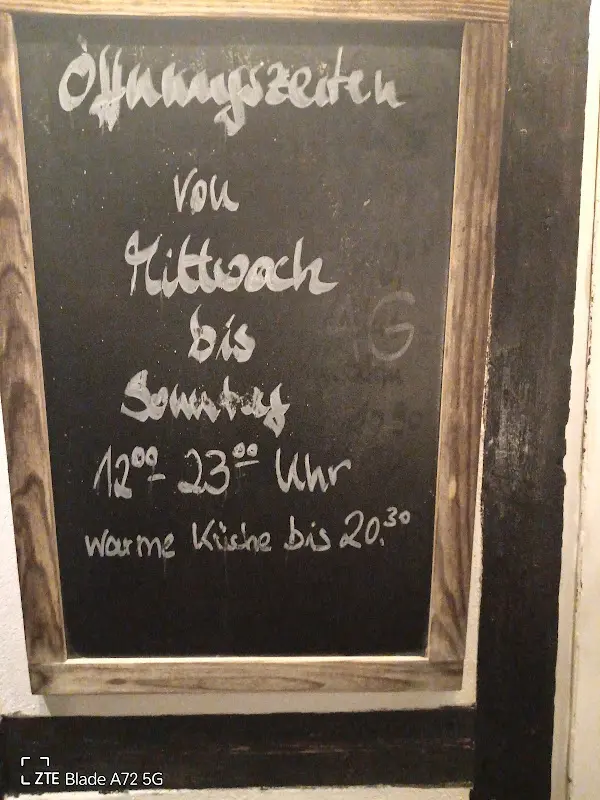 Öffnungszeiten
Von
Mittwoch
bis
Sonntag
12⁰⁰ - 23⁰⁰ Uhr
warme Küche bis 20.³⁰
G
ZTE Blade A72 5G